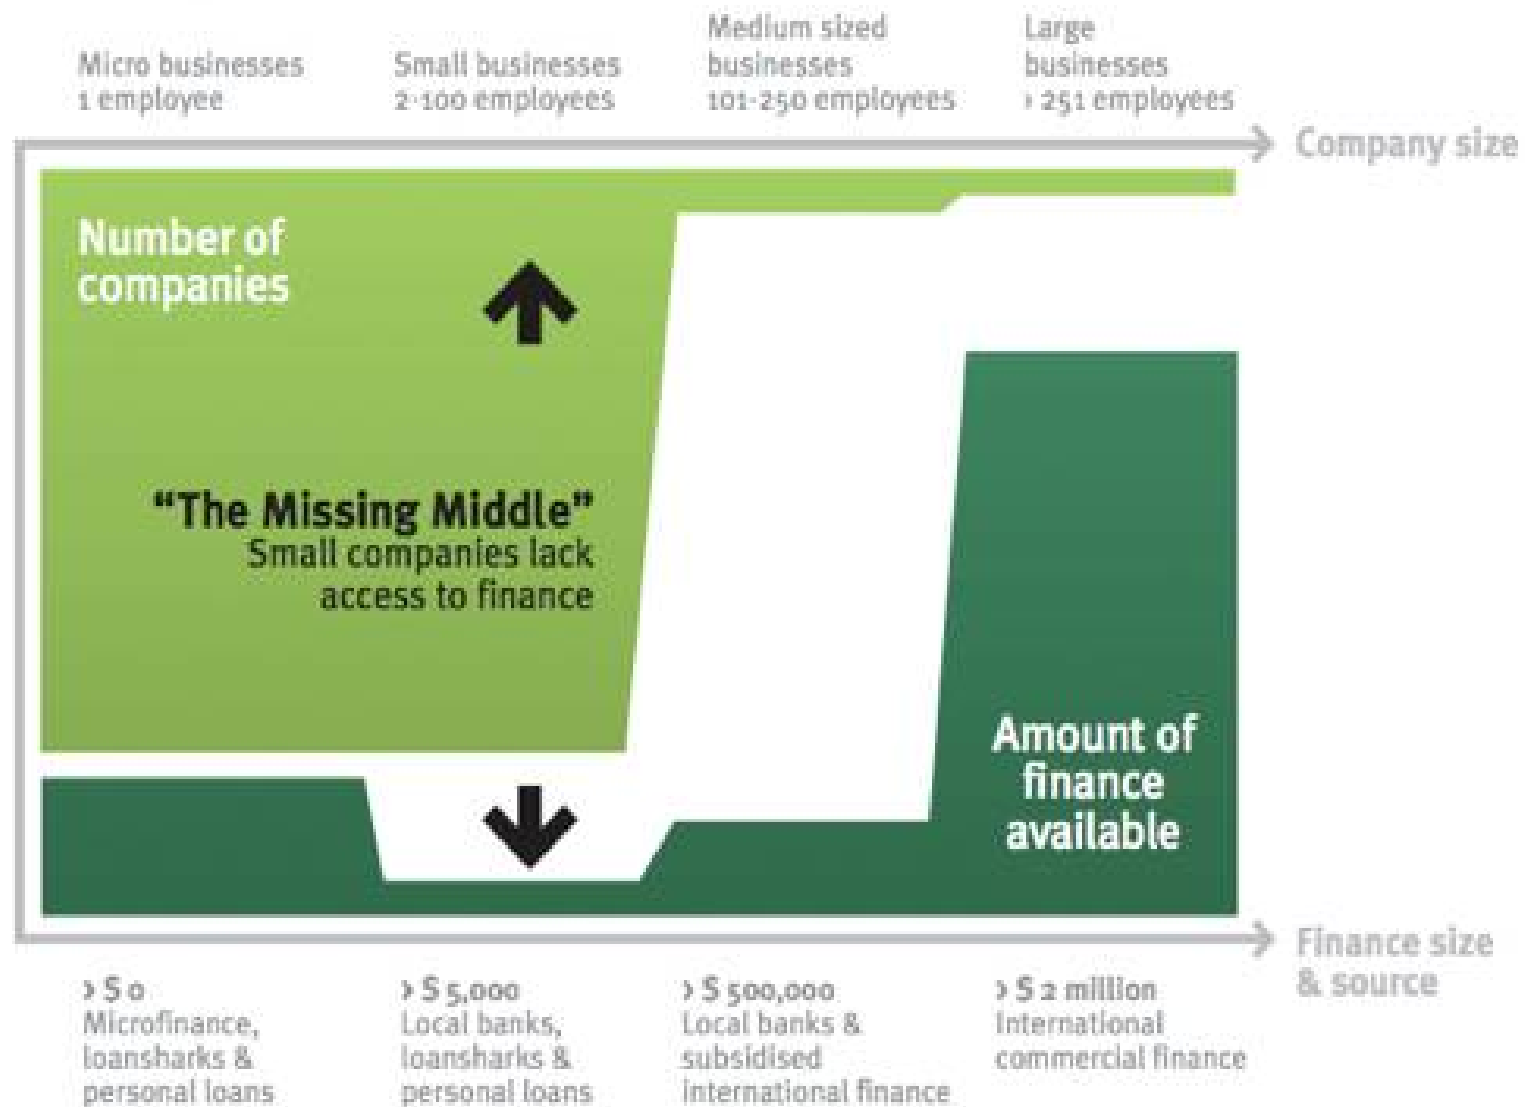 Micro businesses
1 employee
Small businesses
2-100 employees
Medium sized
businesses
101-250 employees
Large
businesses
› 251 employees
Company size
Number of
companies
“The Missing Middle”
Small companies lack
access to finance
Amount of
finance
available
Finance size
& source
› $ 0
Microfinance,
loansharks &
personal loans
› $ 5,000
Local banks,
loansharks &
personal loans
› $ 500,000
Local banks &
subsidised
international finance
› $ 2 million
International
commercial finance